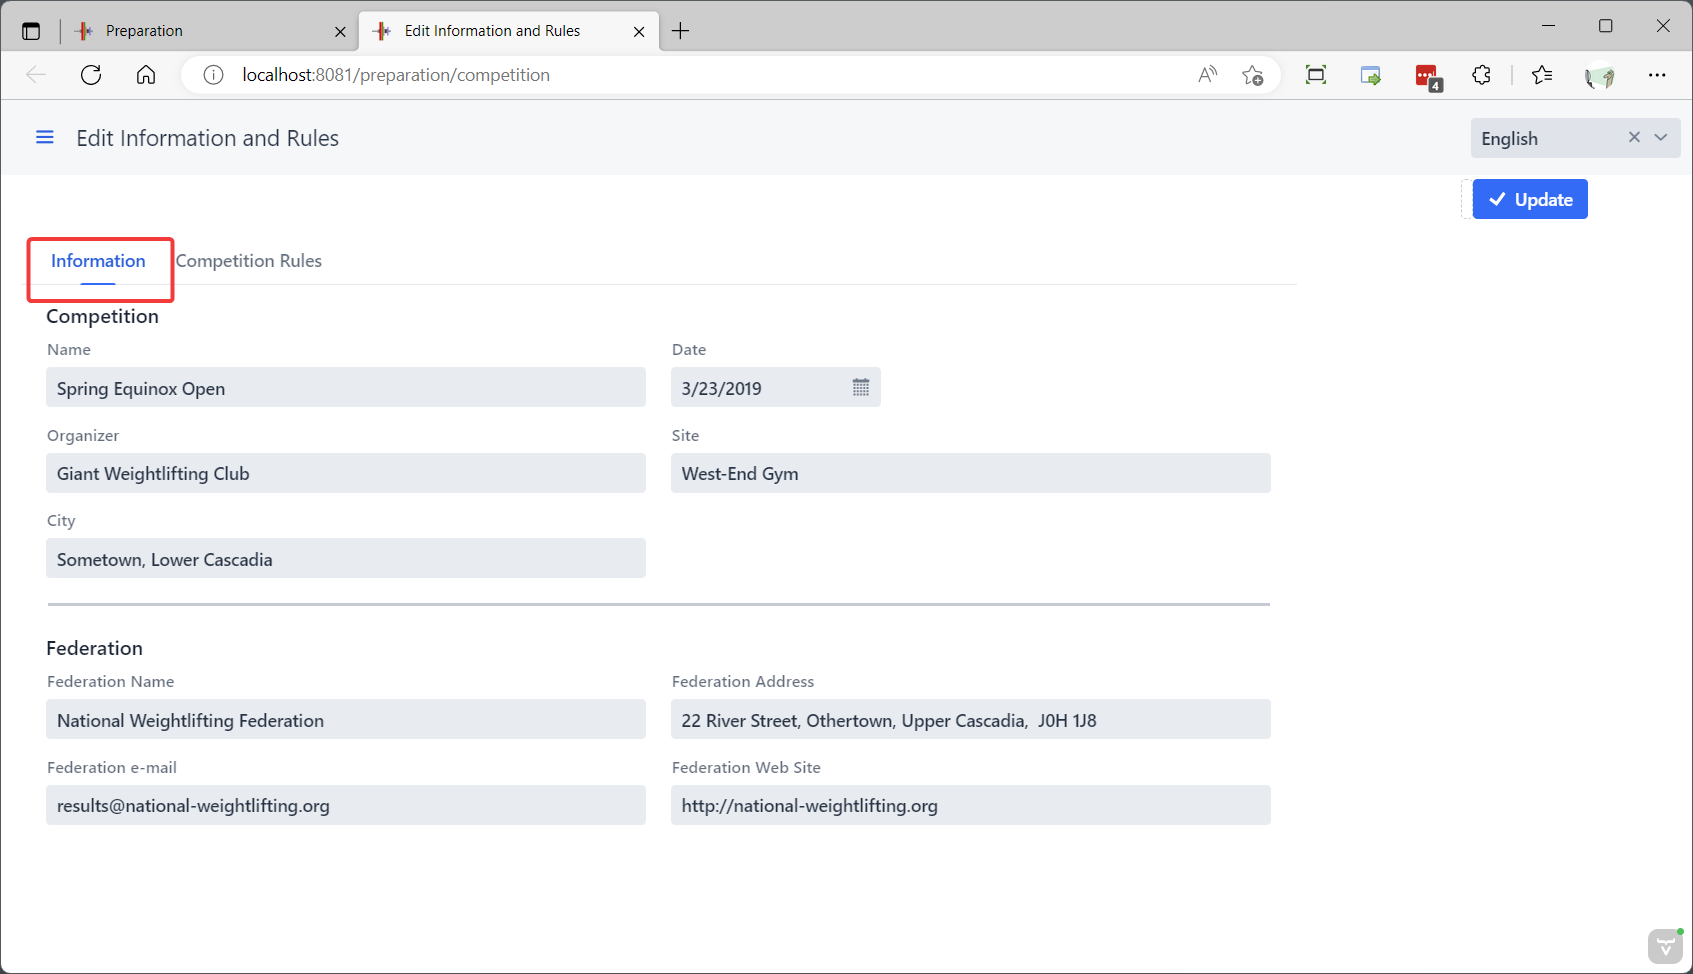 Preparation
Edit Information and Rules
localhost:8081/preparation/competition
4
Edit Information and Rules
English
Update
Information
Competition Rules
Competition
Name
Date
Spring Equinox Open
3/23/2019
Organizer
Site
Giant Weightlifting Club
West-End Gym
City
Sometown, Lower Cascadia
Federation
Federation Name
Federation Address
National Weightlifting Federation
22 River Street, Othertown, Upper Cascadia,  J0H 1J8
Federation e-mail
Federation Web Site
results@national-weightlifting.org
http://national-weightlifting.org